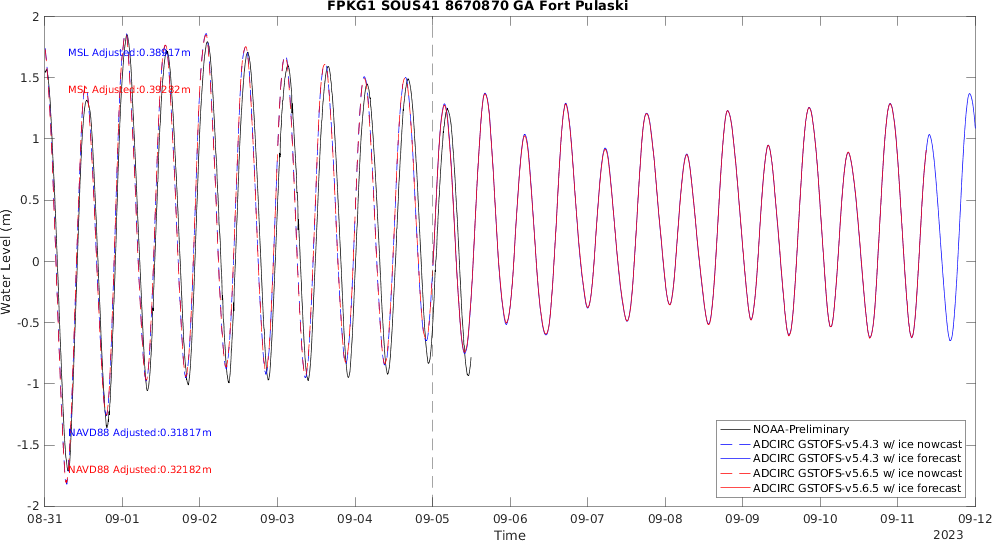 FPKG1 SOUS41 8670870 GA Fort Pulaski
Water Level (m)
2
1.5
1
0.5
0
-0.5
-1
-1.5
-2
MSL Adjusted:0.38917m
MSL Adjusted:0.39282m
NAVD88 Adjusted:0.31817m
NAVD88 Adjusted:0.32182m
NOAA-Preliminary
ADCIRC GSTOFS-v5.4.3 w/ ice nowcast
ADCIRC GSTOFS-v5.4.3 w/ ice forecast
ADCIRC GSTOFS-v5.6.5 w/ ice nowcast
ADCIRC GSTOFS-v5.6.5 w/ ice forecast
08-31 09-01 09-02 09-03 09-04 09-05 09-06 09-07 09-08 09-09 09-10 09-11 09-12
Time
2023